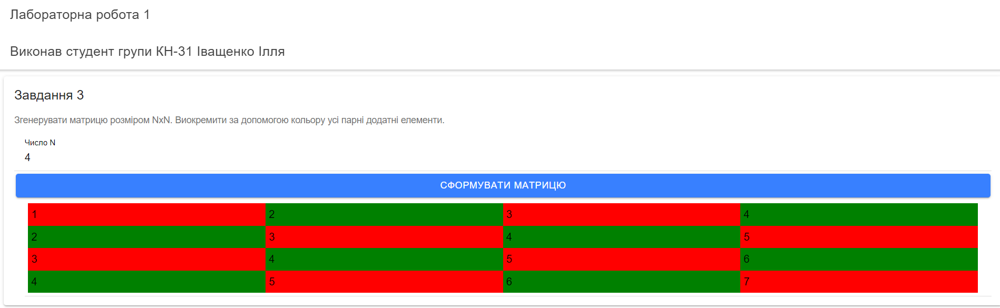 Лабораторна робота 1
Виконав студент групи КН-31 Іващенко Ілля
Завдання 3
Згенерувати матрицю розміром NxN. Виокремити за допомогою кольору усі парні додатні елементи.
Число N
4
СФОРМУВАТИ МАТРИЦЮ
1 2 3 4
2 3 4 5
3 4 5 6
4 5 6 7